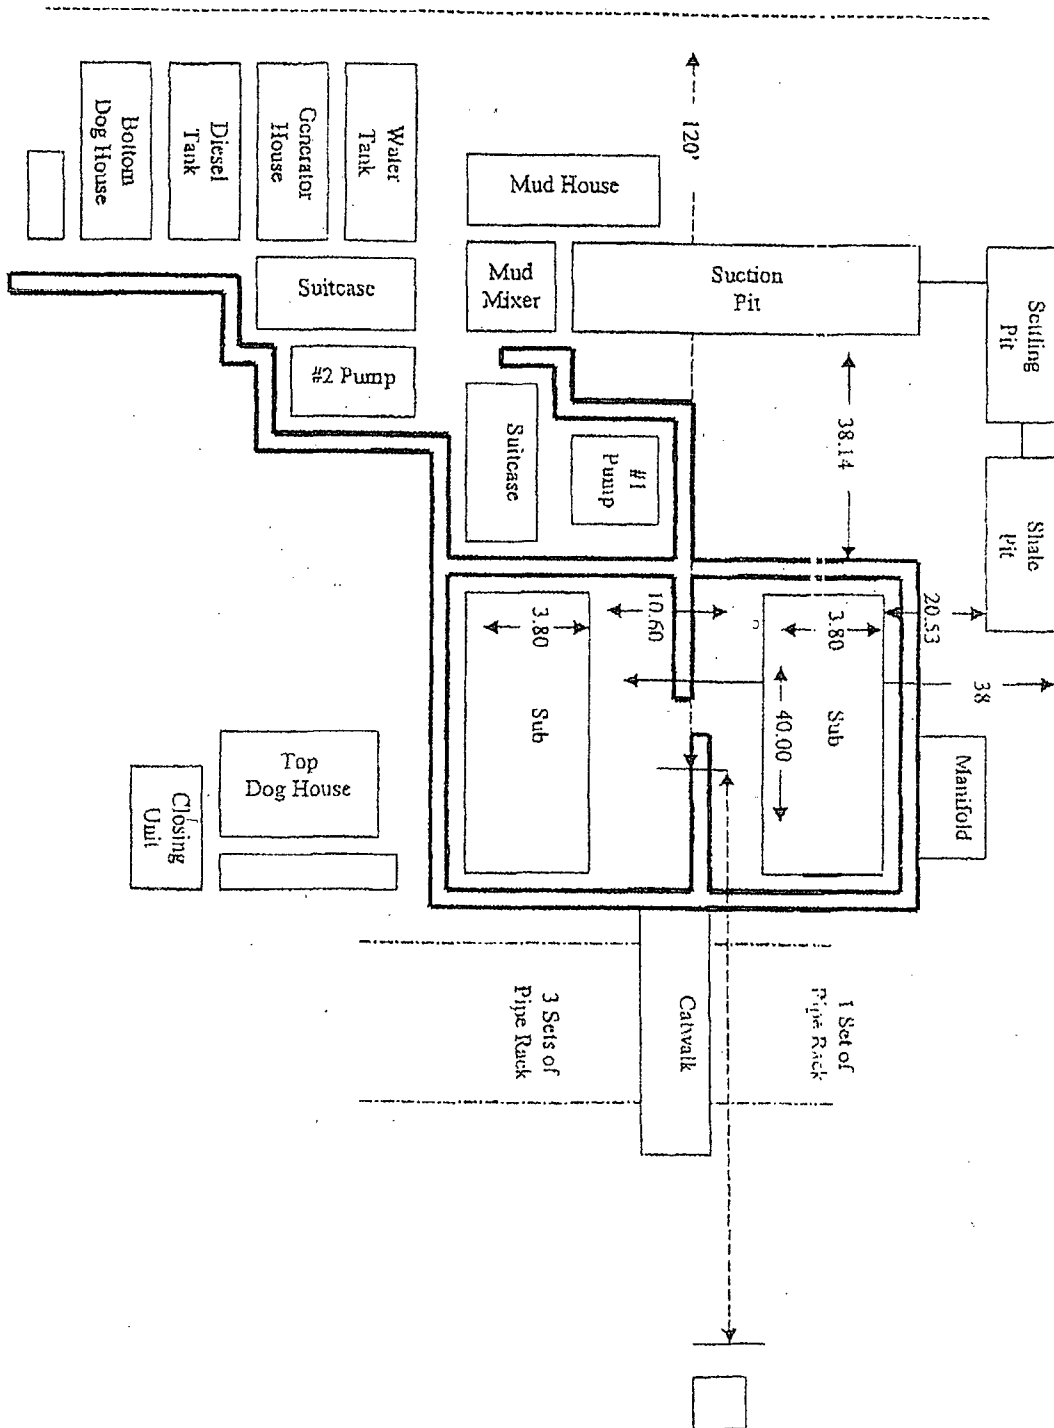 Water
Tank
Generator
House
Diesel
Tank
Bottom
Dog House
120'
Mud House
Suitcase
Mud
Mixer
Suction
Pit
Settling
Pit
#2 Pump
Suitcase
#1
Pump
38.14
Shale
Pit
20.53
10.60
3.80
3.80
38
Sub
40.00
Sub
Manifold
Top
Dog House
Closing
Unit
1 Set of
Pipe Rack
Catwalk
3 Sets of
Pipe Rack